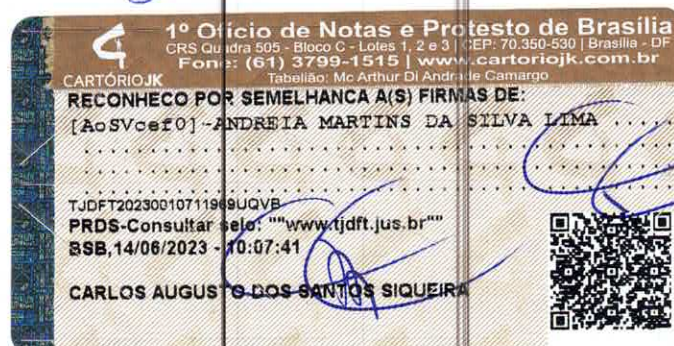 1º Ofício de Notas e Protesto de Brasília
CRS Quadra 505 - Bloco C - Lotes 1, 2 e 3 | CEP: 70.350-530 | Brasília - DF
Fone: (61) 3799-1515 | www.cartoriojk.com.br
Tabelião: Mc Arthur Di Andrade Camargo
CARTÓRIOJK
RECONHECO POR SEMELHANCA A(S) FIRMAS DE:
[AoSVcef0]-ANDREIA MARTINS DA SILVA LIMA .....
TJDFT20230010711969UQVB
PRDS-Consultar selo: ""www.tjdft.jus.br""
BSB,14/06/2023 - 10:07:41
CARLOS AUGUSTO DOS SANTOS SIQUEIRA